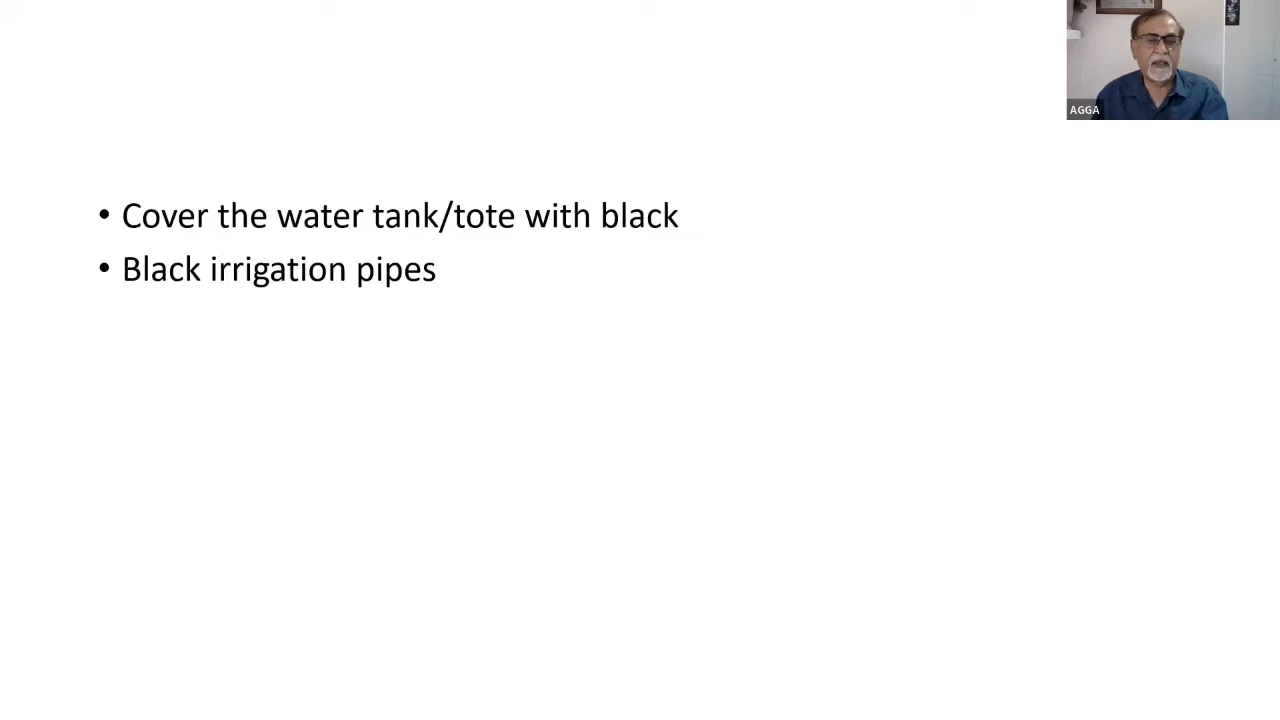 AGGA
• Cover the water tank/tote with black
• Black irrigation pipes